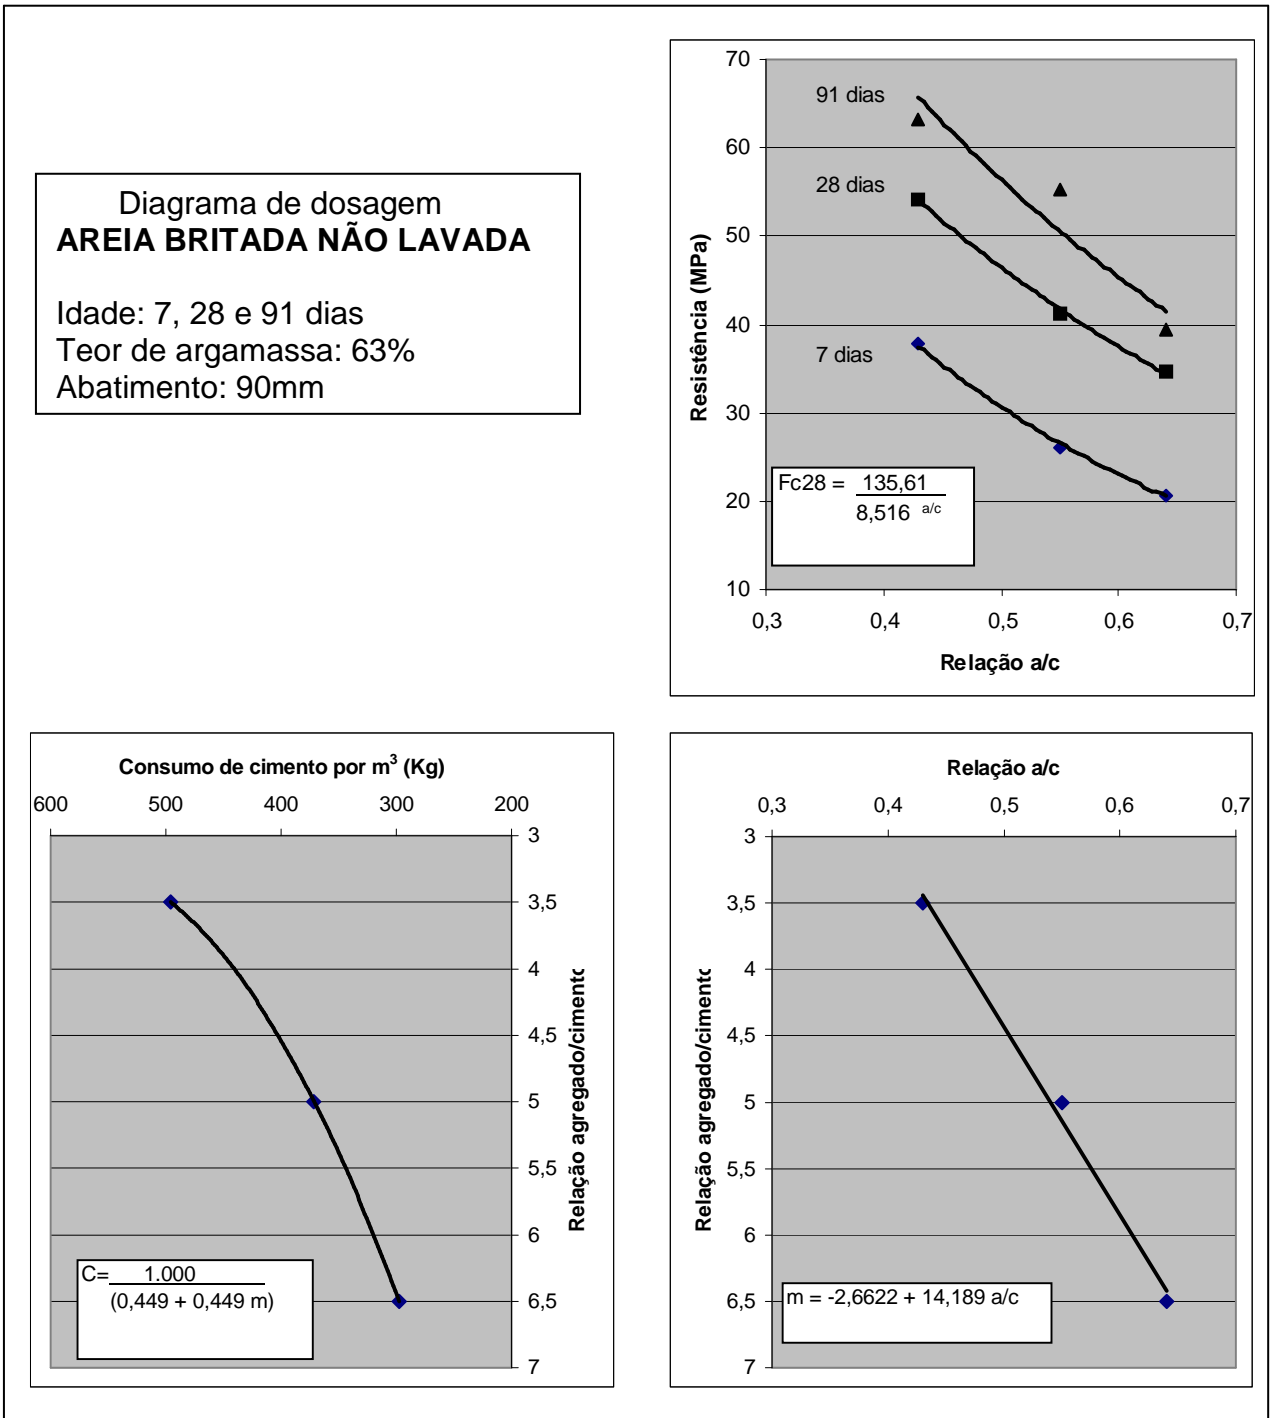 Diagrama de dosagem
AREIA BRITADA NÃO LAVADA
Idade: 7, 28 e 91 dias
Teor de argamassa: 63%
Abatimento: 90mm
70
60
50
40
30
20
10
Resistência (MPa)
91 dias
28 dias
7 dias
Fc28 = 135,61
8,516 a/c
0,3 0,4 0,5 0,6 0,7
Relação a/c
Consumo de cimento por m³ (Kg)
600 500 400 300 200
3
3,5
4
4,5
5
5,5
6
6,5
7
Relação agregado/cimento
C= 1.000
(0,449 + 0,449 m)
Relação a/c
0,3 0,4 0,5 0,6 0,7
3
3,5
4
4,5
5
5,5
6
6,5
7
Relação agregado/cimento
m = -2,6622 + 14,189 a/c